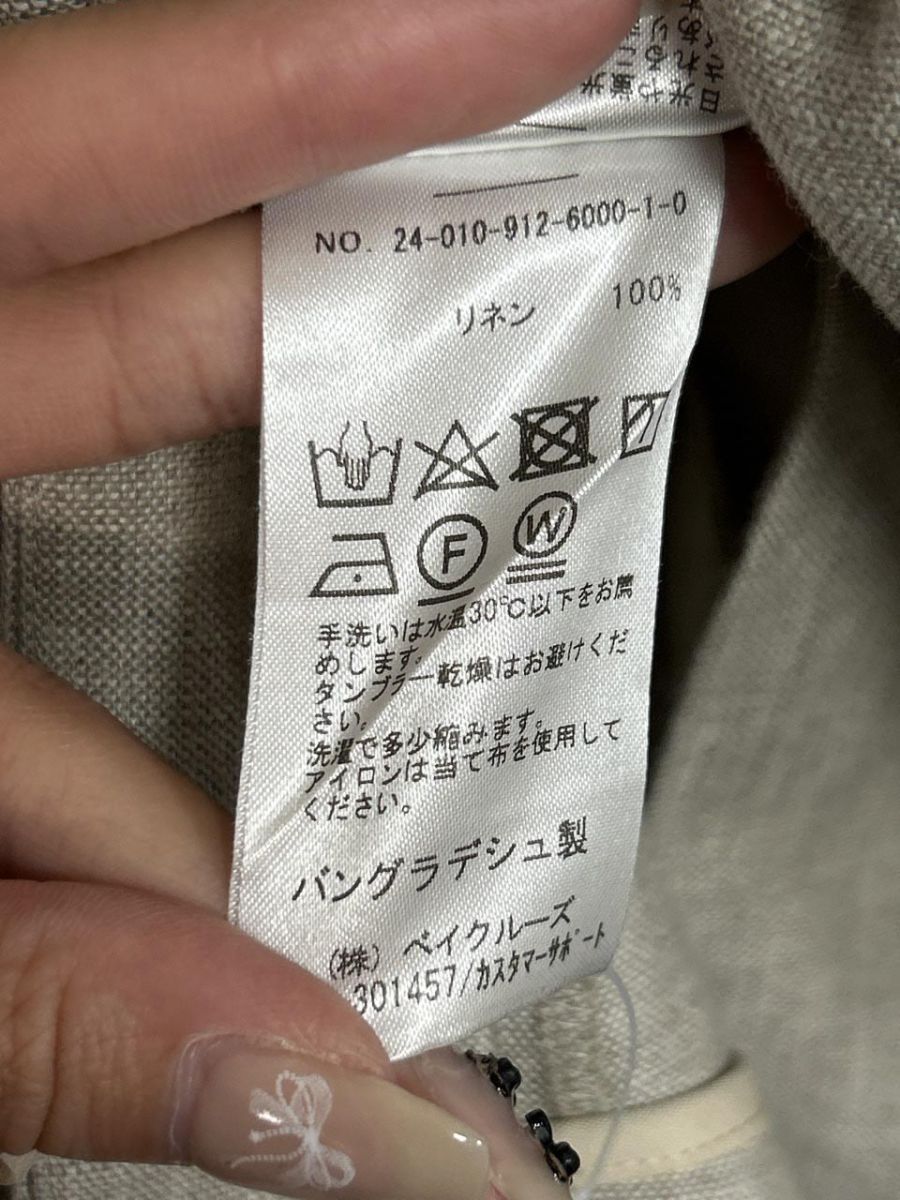 日光や蛍光
NO. 24-010-912-6000-1-0
リネン 100%
F W
手洗いは水温30℃以下をお薦
めします。
タンブラー乾燥はお避けくだ
さい。
洗濯で多少縮みます。
アイロンは当て布を使用して
ください。
バングラデシュ製
(株) ベイクルーズ
301457/カスタマーサポート